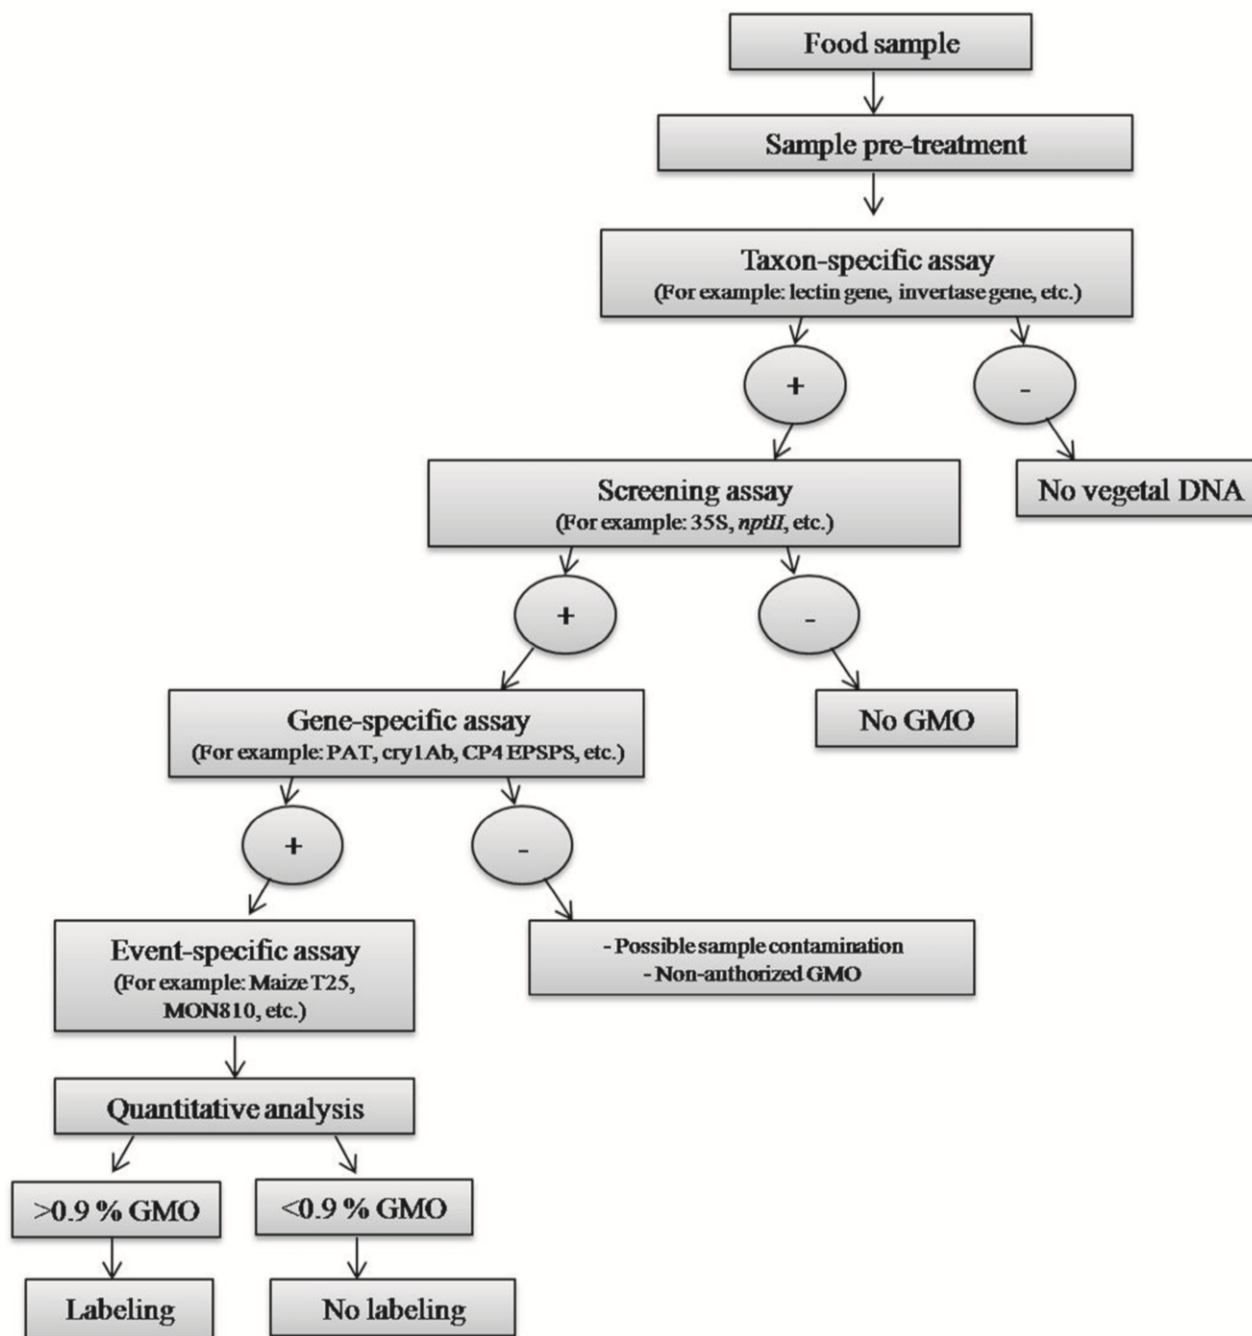 Food sample
Sample pre-treatment
Taxon-specific assay
(For example: lectin gene, invertase gene, etc.)
+
-
No vegetal DNA
Screening assay
(For example: 35S, nptII, etc.)
+
-
No GMO
Gene-specific assay
(For example: PAT, cry1Ab, CP4 EPSPS, etc.)
+
-
- Possible sample contamination
- Non-anthorized GMO
Event-specific assay
(For example: Maize T25,
MON810, etc.)
Quantitative analysis
>0.9 % GMO
<0.9 % GMO
Labeling
No labeling